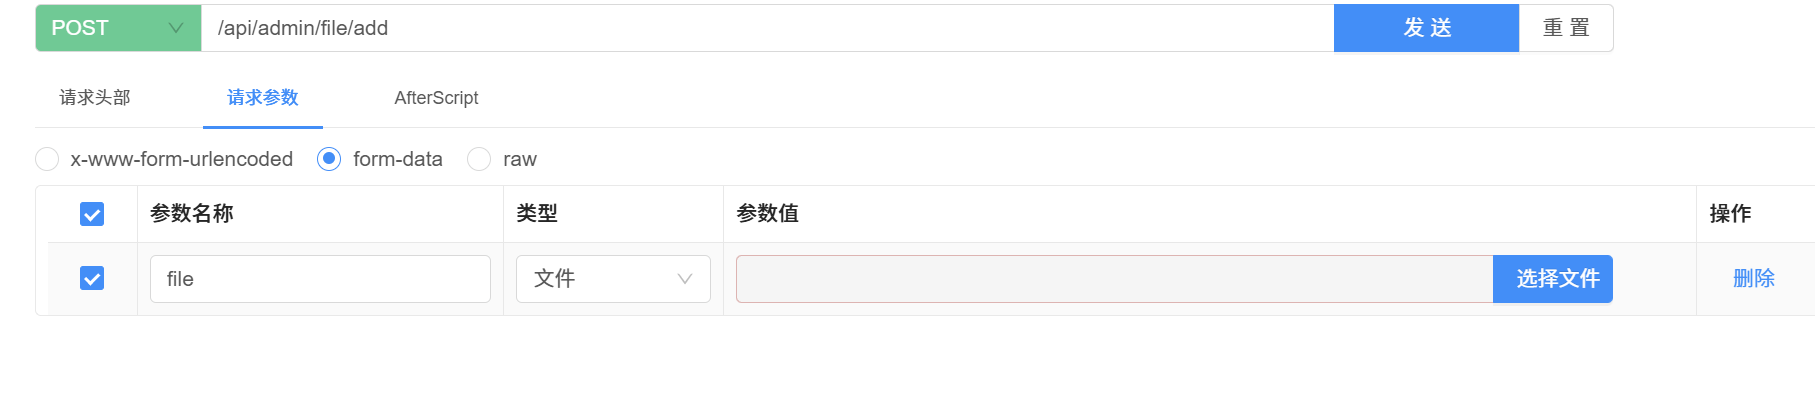 POST /api/admin/file/add 发 送 重 置
请求头部 请求参数 AfterScript
x-www-form-urlencoded form-data raw
参数名称 类型 参数值 操作
file 文件 选择文件 删除